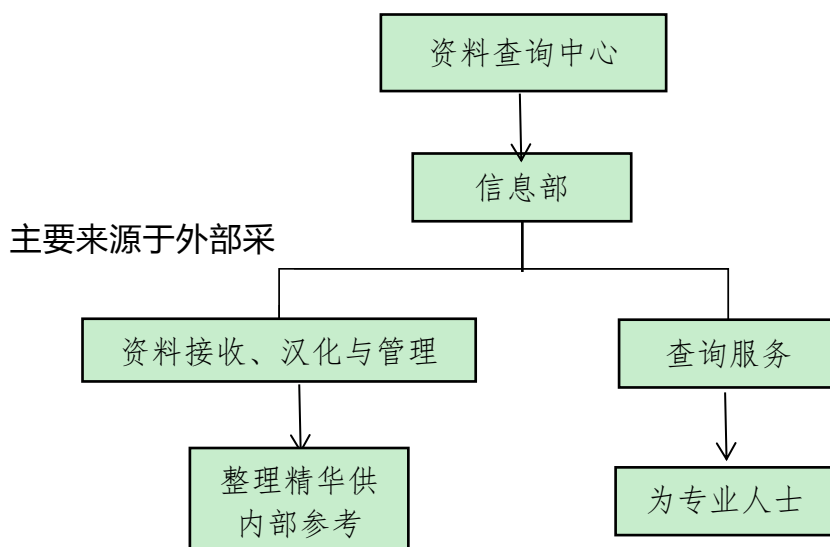 资料查询中心
信息部
主要来源于外部采
资料接收、汉化与管理
查询服务
整理精华供
内部参考
为专业人士